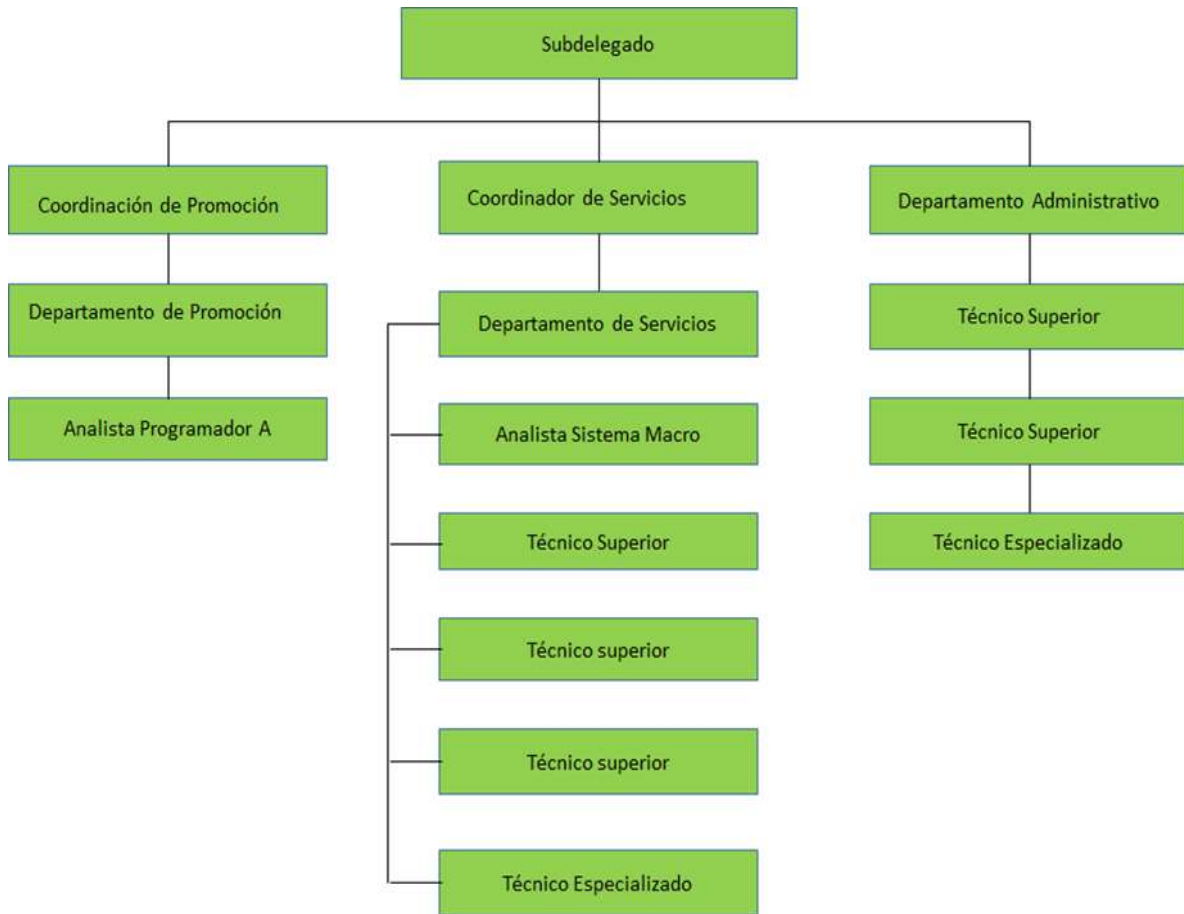 Subdelegado
Coordinación de Promoción
Coordinador de Servicios
Departamento Administrativo
Departamento de Promoción
Departamento de Servicios
Técnico Superior
Analista Programador A
Analista Sistema Macro
Técnico Superior
Técnico Superior
Técnico Especializado
Técnico superior
Técnico superior
Técnico Especializado